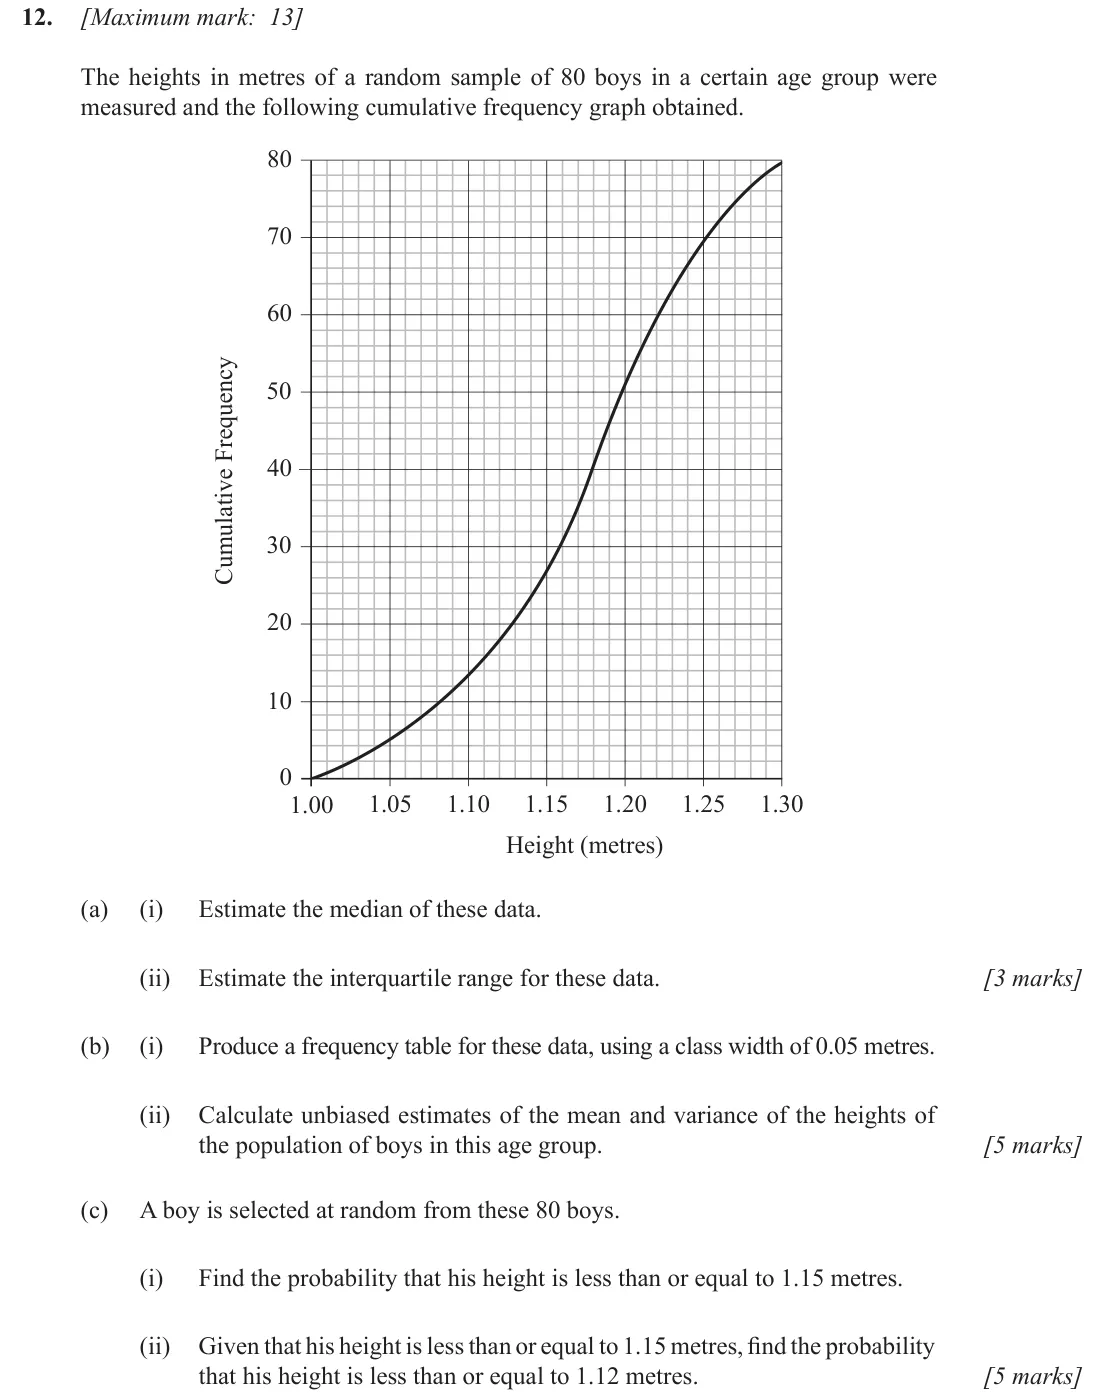 12. [Maximum mark: 13]
The heights in metres of a random sample of 80 boys in a certain age group were
measured and the following cumulative frequency graph obtained.
80
70
60
50
40
30
20
10
0
Cumulative Frequency
1.00 1.05 1.10 1.15 1.20 1.25 1.30
Height (metres)
(a) (i) Estimate the median of these data.
(ii) Estimate the interquartile range for these data. [3 marks]
(b) (i) Produce a frequency table for these data, using a class width of 0.05 metres.
(ii) Calculate unbiased estimates of the mean and variance of the heights of
the population of boys in this age group. [5 marks]
(c) A boy is selected at random from these 80 boys.
(i) Find the probability that his height is less than or equal to 1.15 metres.
(ii) Given that his height is less than or equal to 1.15 metres, find the probability
that his height is less than or equal to 1.12 metres. [5 marks]